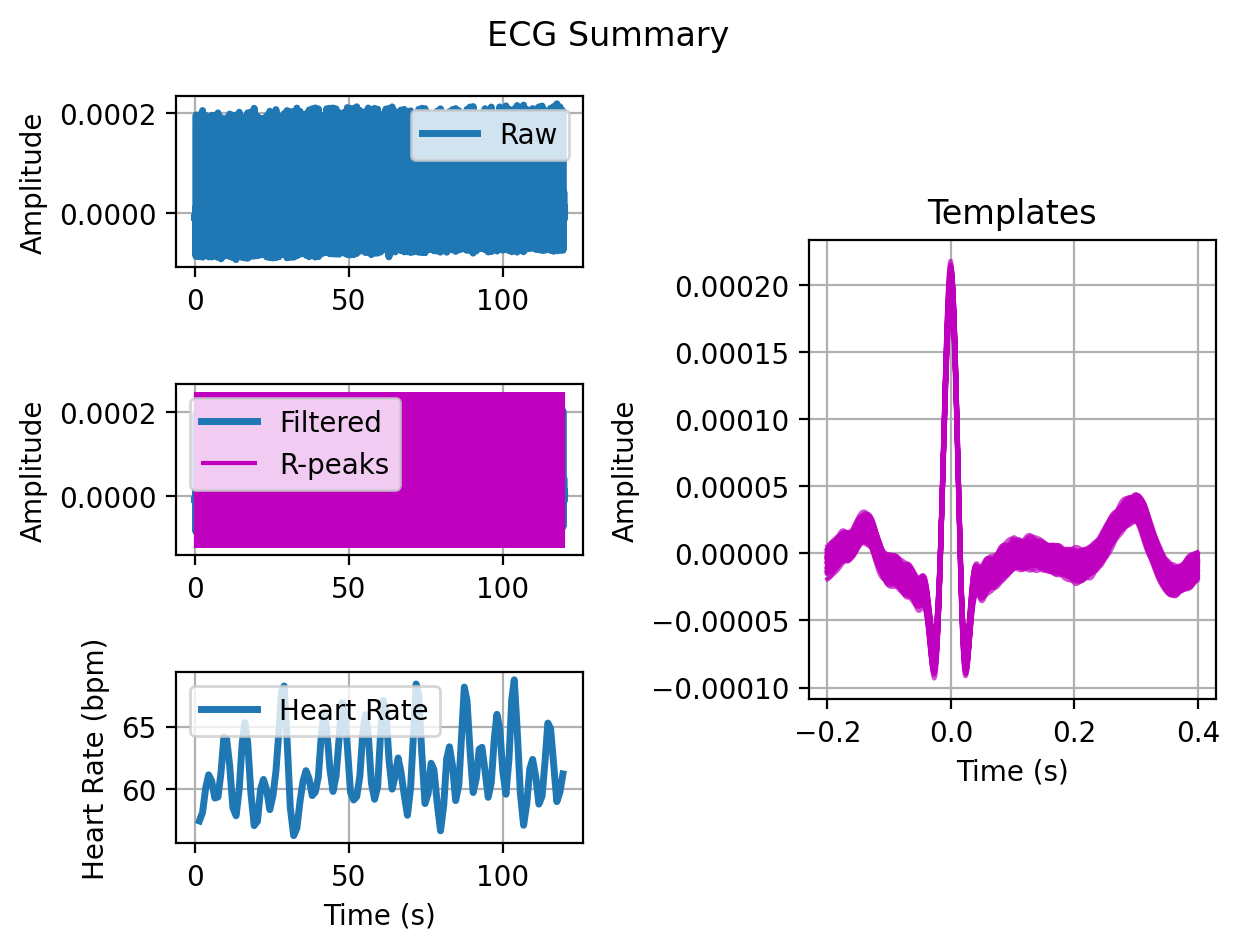 ECG Summary
Amplitude
0.0002
0.0000
Raw
0
50
100
Amplitude
0.0002
0.0000
Filtered
R-peaks
0
50
100
Heart Rate (bpm)
65
60
Heart Rate
0
50
100
Time (s)
Templates
Amplitude
0.00020
0.00015
0.00010
0.00005
0.00000
−0.00005
−0.00010
−0.2
0.0
0.2
0.4
Time (s)